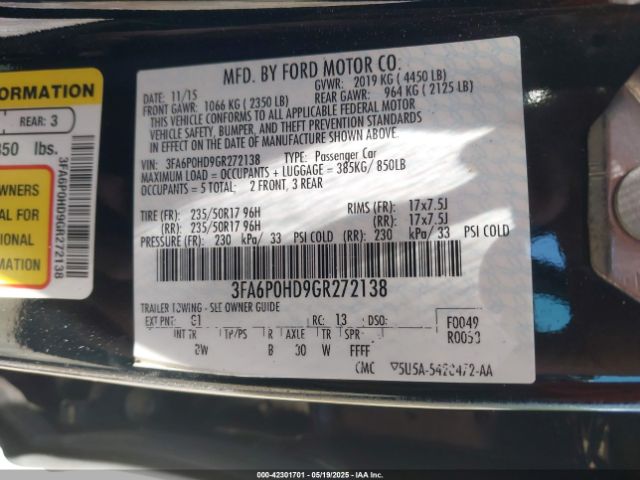 ORMATION
REAR: 3
850 lbs.
WNERS
FOR
IONAL
MATION
3FA6P0HD9GR272138
MFD. BY FORD MOTOR CO.
DATE: 11/15 GVWR: 2019 KG ( 4450 LB)
FRONT GAWR: 1066 KG ( 2350 LB) REAR GAWR: 964 KG ( 2125 LB)
THIS VEHICLE CONFORMS TO ALL APPLICABLE FEDERAL MOTOR
VEHICLE SAFETY, BUMPER, AND THEFT PREVENTION STANDARDS
IN EFFECT ON THE DATE OF MANUFACTURE SHOWN ABOVE.
VIN: 3FA6P0HD9GR272138 TYPE: Passenger Car
MAXIMUM LOAD = OCCUPANTS + LUGGAGE = 385KG/ 850LB
OCCUPANTS = 5 TOTAL: 2 FRONT, 3 REAR
TIRE (FR): 235/50R17 96H RIMS (FR): 17x7.5J
(RR): 235/50R17 96H (RR): 17x7.5J
PRESSURE (FR): 230 kPa/ 33 PSI COLD (RR): 230 kPa/ 33 PSI COLD
3FA6P0HD9GR272138
TRAILER TOWING - SEE OWNER GUIDE
EXT PNT: G1 RC: 13 DSO: F0049
INT TR TP/PS R AXLE TR SPR R0053
BW B 30 W FFFF
CMC
000-42301701 - 05/19/2025 - IAA, Inc.